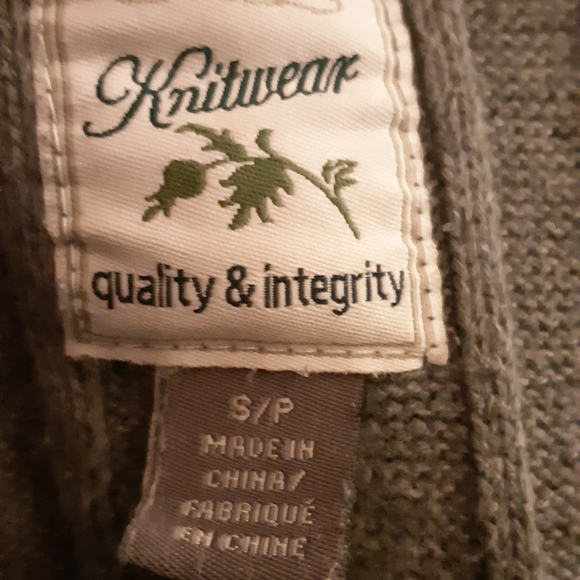 Knitwear
quality & integrity
S/P
MADE IN
CHINA/
FABRIQUÉ
EN CHINE